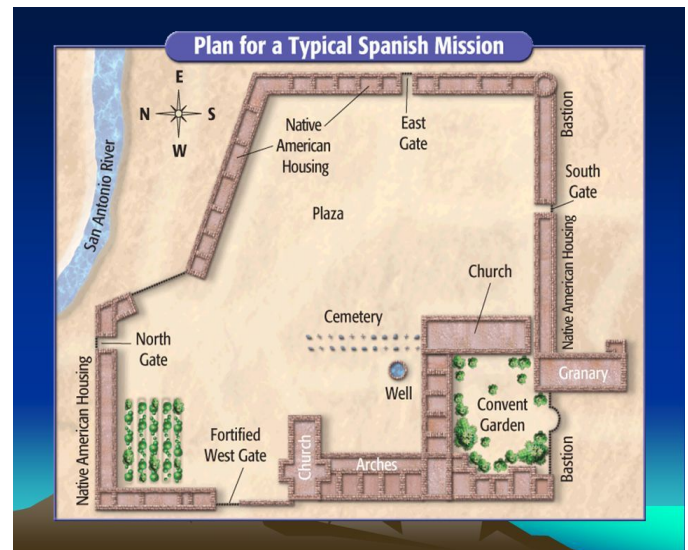 Plan for a Typical Spanish Mission
E
N
S
W
San Antonio River
Native
American
Housing
East
Gate
Bastion
South
Gate
Plaza
Native American Housing
Church
Cemetery
North
Gate
Well
Granary
Convent
Garden
Native American Housing
Fortified
West Gate
Church
Arches
Bastion